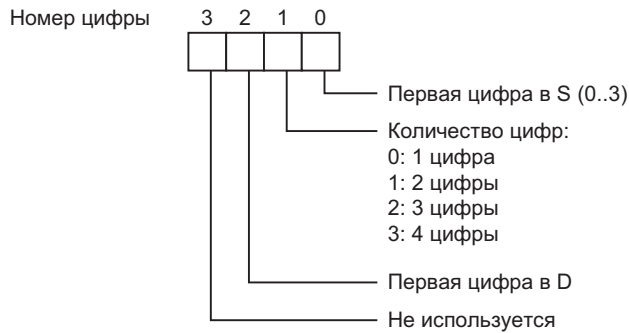 Номер цифры 3 2 1 0
Первая цифра в S (0..3)
Количество цифр:
0: 1 цифра
1: 2 цифры
2: 3 цифры
3: 4 цифры
Первая цифра в D
Не используется